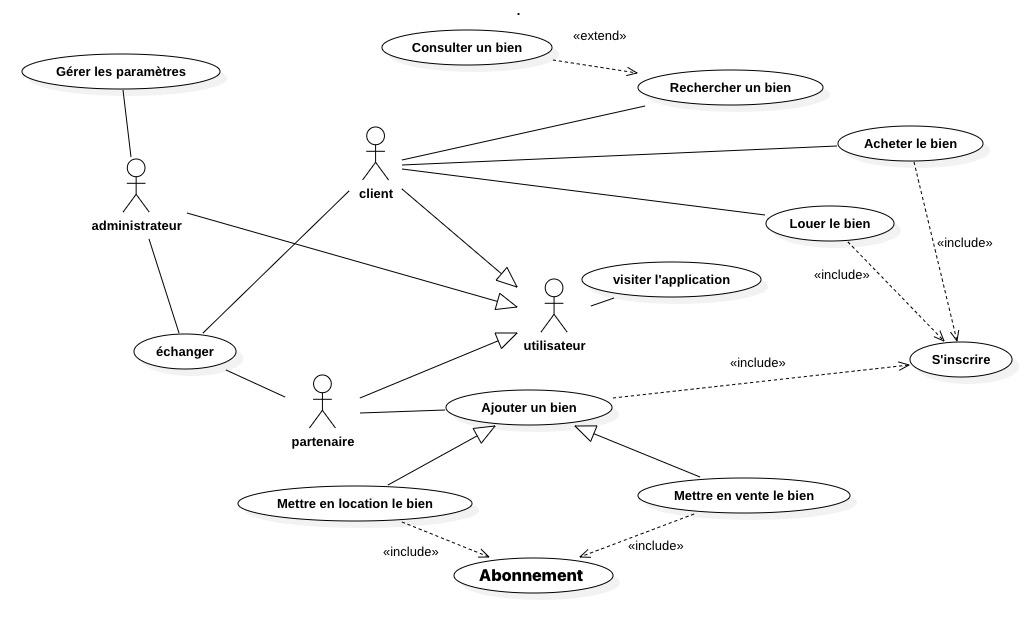 Consulter un bien
«extend»
Gérer les paramètres
Rechercher un bien
Acheter le bien
client
administrateur
Louer le bien
«include»
«include»
visiter l'application
utilisateur
échanger
«include»
S'inscrire
Ajouter un bien
partenaire
Mettre en location le bien
Mettre en vente le bien
«include»
«include»
Abonnement